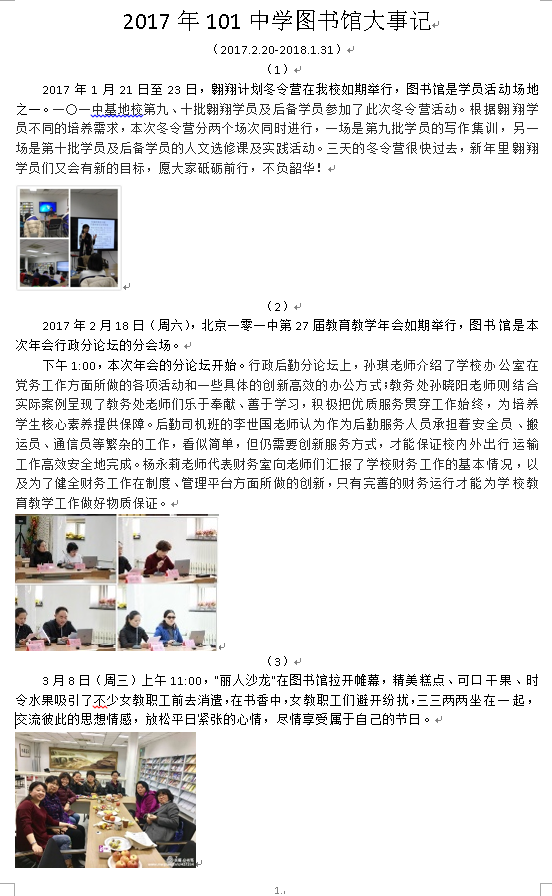 2017 年 101 中学图书馆大事记
（2017.2.20-2018.1.31）
（1）
2017 年 1 月 21 日至 23 日，翱翔计划冬令营在我校如期举行，图书馆是学员活动场地
之一。一〇一中基地校第九、十批翱翔学员及后备学员参加了此次冬令营活动。根据翱翔学
员不同的培养需求，本次冬令营分两个场次同时进行，一场是第九批学员的写作集训，另一
场是第十批学员及后备学员的人文选修课及实践活动。三天的冬令营很快过去，新年里翱翔
学员们又会有新的目标，愿大家砥砺前行，不负韶华！
（2）
2017 年 2 月 18 日（周六），北京一零一中第 27 届教育教学年会如期举行，图书馆是本
次年会行政分论坛的分会场。
下午 1:00，本次年会的分论坛开始。行政后勤分论坛上，孙琪老师介绍了学校办公室在
党务工作方面所做的各项活动和一些具体的创新高效的办公方式；教务处孙晓阳老师则结合
实际案例呈现了教务处老师们乐于奉献、善于学习，积极把优质服务贯穿工作始终，为培养
学生核心素养提供保障。后勤司机班的李世国老师认为作为后勤服务人员承担着安全员、搬
运员、通信员等繁杂的工作，看似简单，但仍需要创新服务方式，才能保证校内外出行运输
工作高效安全地完成。杨永莉老师代表财务室向老师们汇报了学校财务工作的基本情况，以
及为了健全财务工作在制度、管理平台方面所做的创新，只有完善的财务运行才能为学校教
育教学工作做好物质保证。
（3）
3 月 8 日（周三）上午 11:00，“丽人沙龙”在图书馆拉开帷幕，精美糕点、可口干果、时
令水果吸引了不少女教职工前去消遣，在书香中，女教职工们避开纷扰，三三两两坐在一起，
交流彼此的思想情感，放松平日紧张的心情，尽情享受属于自己的节日。
1